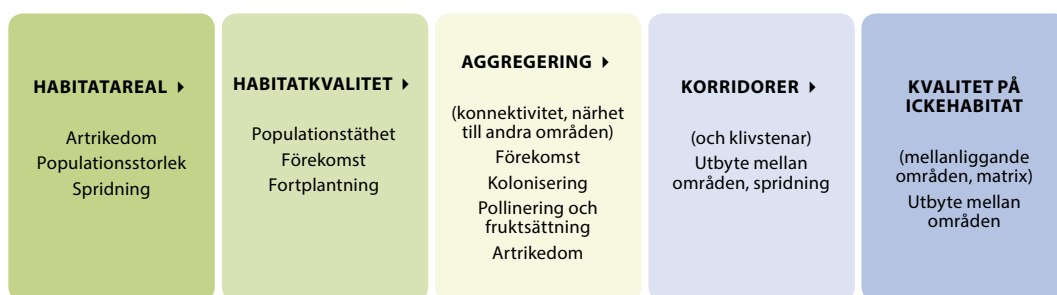 HABITATAREAL ▸
Artrikedom
Populationsstorlek
Spridning
HABITATKVALITET ▸
Populationstäthet
Förekomst
Fortplantning
AGGREGERING ▸
(konnektivitet, närhet
till andra områden)
Förekomst
Kolonisering
Pollinering och
fruktsättning
Artrikedom
KORRIDORER ▸
(och klivstenar)
Utbyte mellan
områden, spridning
KVALITET PÅ
ICKEHABITAT
(mellanliggande
områden, matrix)
Utbyte mellan
områden